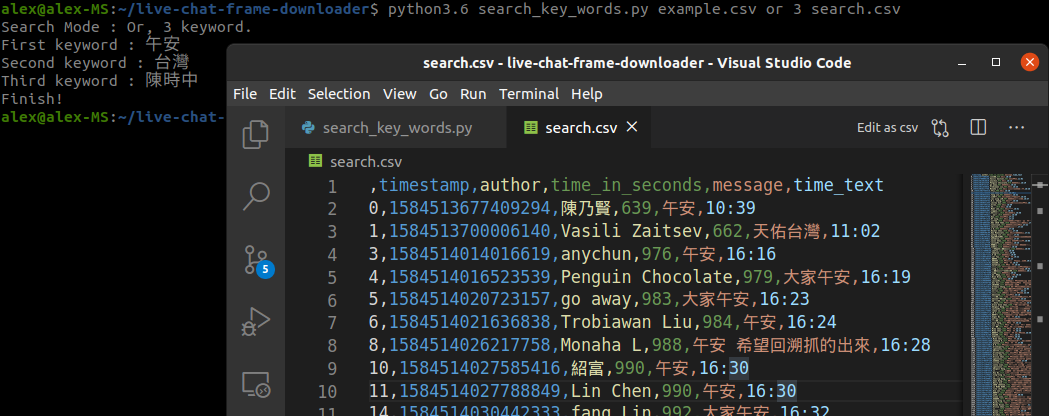 alex@alex-MS:~/live-chat-frame-downloader$ python3.6 search_key_words.py example.csv or 3 search.csv
Search Mode : Or, 3 keyword.
First keyword : 午安
Second keyword : 台灣
Third keyword : 陳時中
Finish!
alex@alex-MS:~/live-chat-
search.csv - live-chat-frame-downloader - Visual Studio Code
File Edit Selection View Go Run Terminal Help
search_key_words.py search.csv Edit as csv
search.csv
1 ,timestamp,author,time_in_seconds,message,time_text
2 0,1584513677409294,陳乃賢,639,午安,10:39
3 1,1584513700006140,Vasili Zaitsev,662,天佑台灣,11:02
4 3,1584514014016619,anychun,976,午安,16:16
5 4,1584514016523539,Penguin Chocolate,979,大家午安,16:19
6 5,1584514020723157,go away,983,大家午安,16:23
7 6,1584514021636838,Trobiawan Liu,984,午安,16:24
8 8,1584514026217758,Monaha L,988,午安 希望回溯抓的出來,16:28
9 10,1584514027585416,紹富,990,午安,16:30
10 11,1584514027788849,Lin Chen,990,午安,16:30
11 14,1584514030442333,fang Lin,992,大家午安,16:32
5